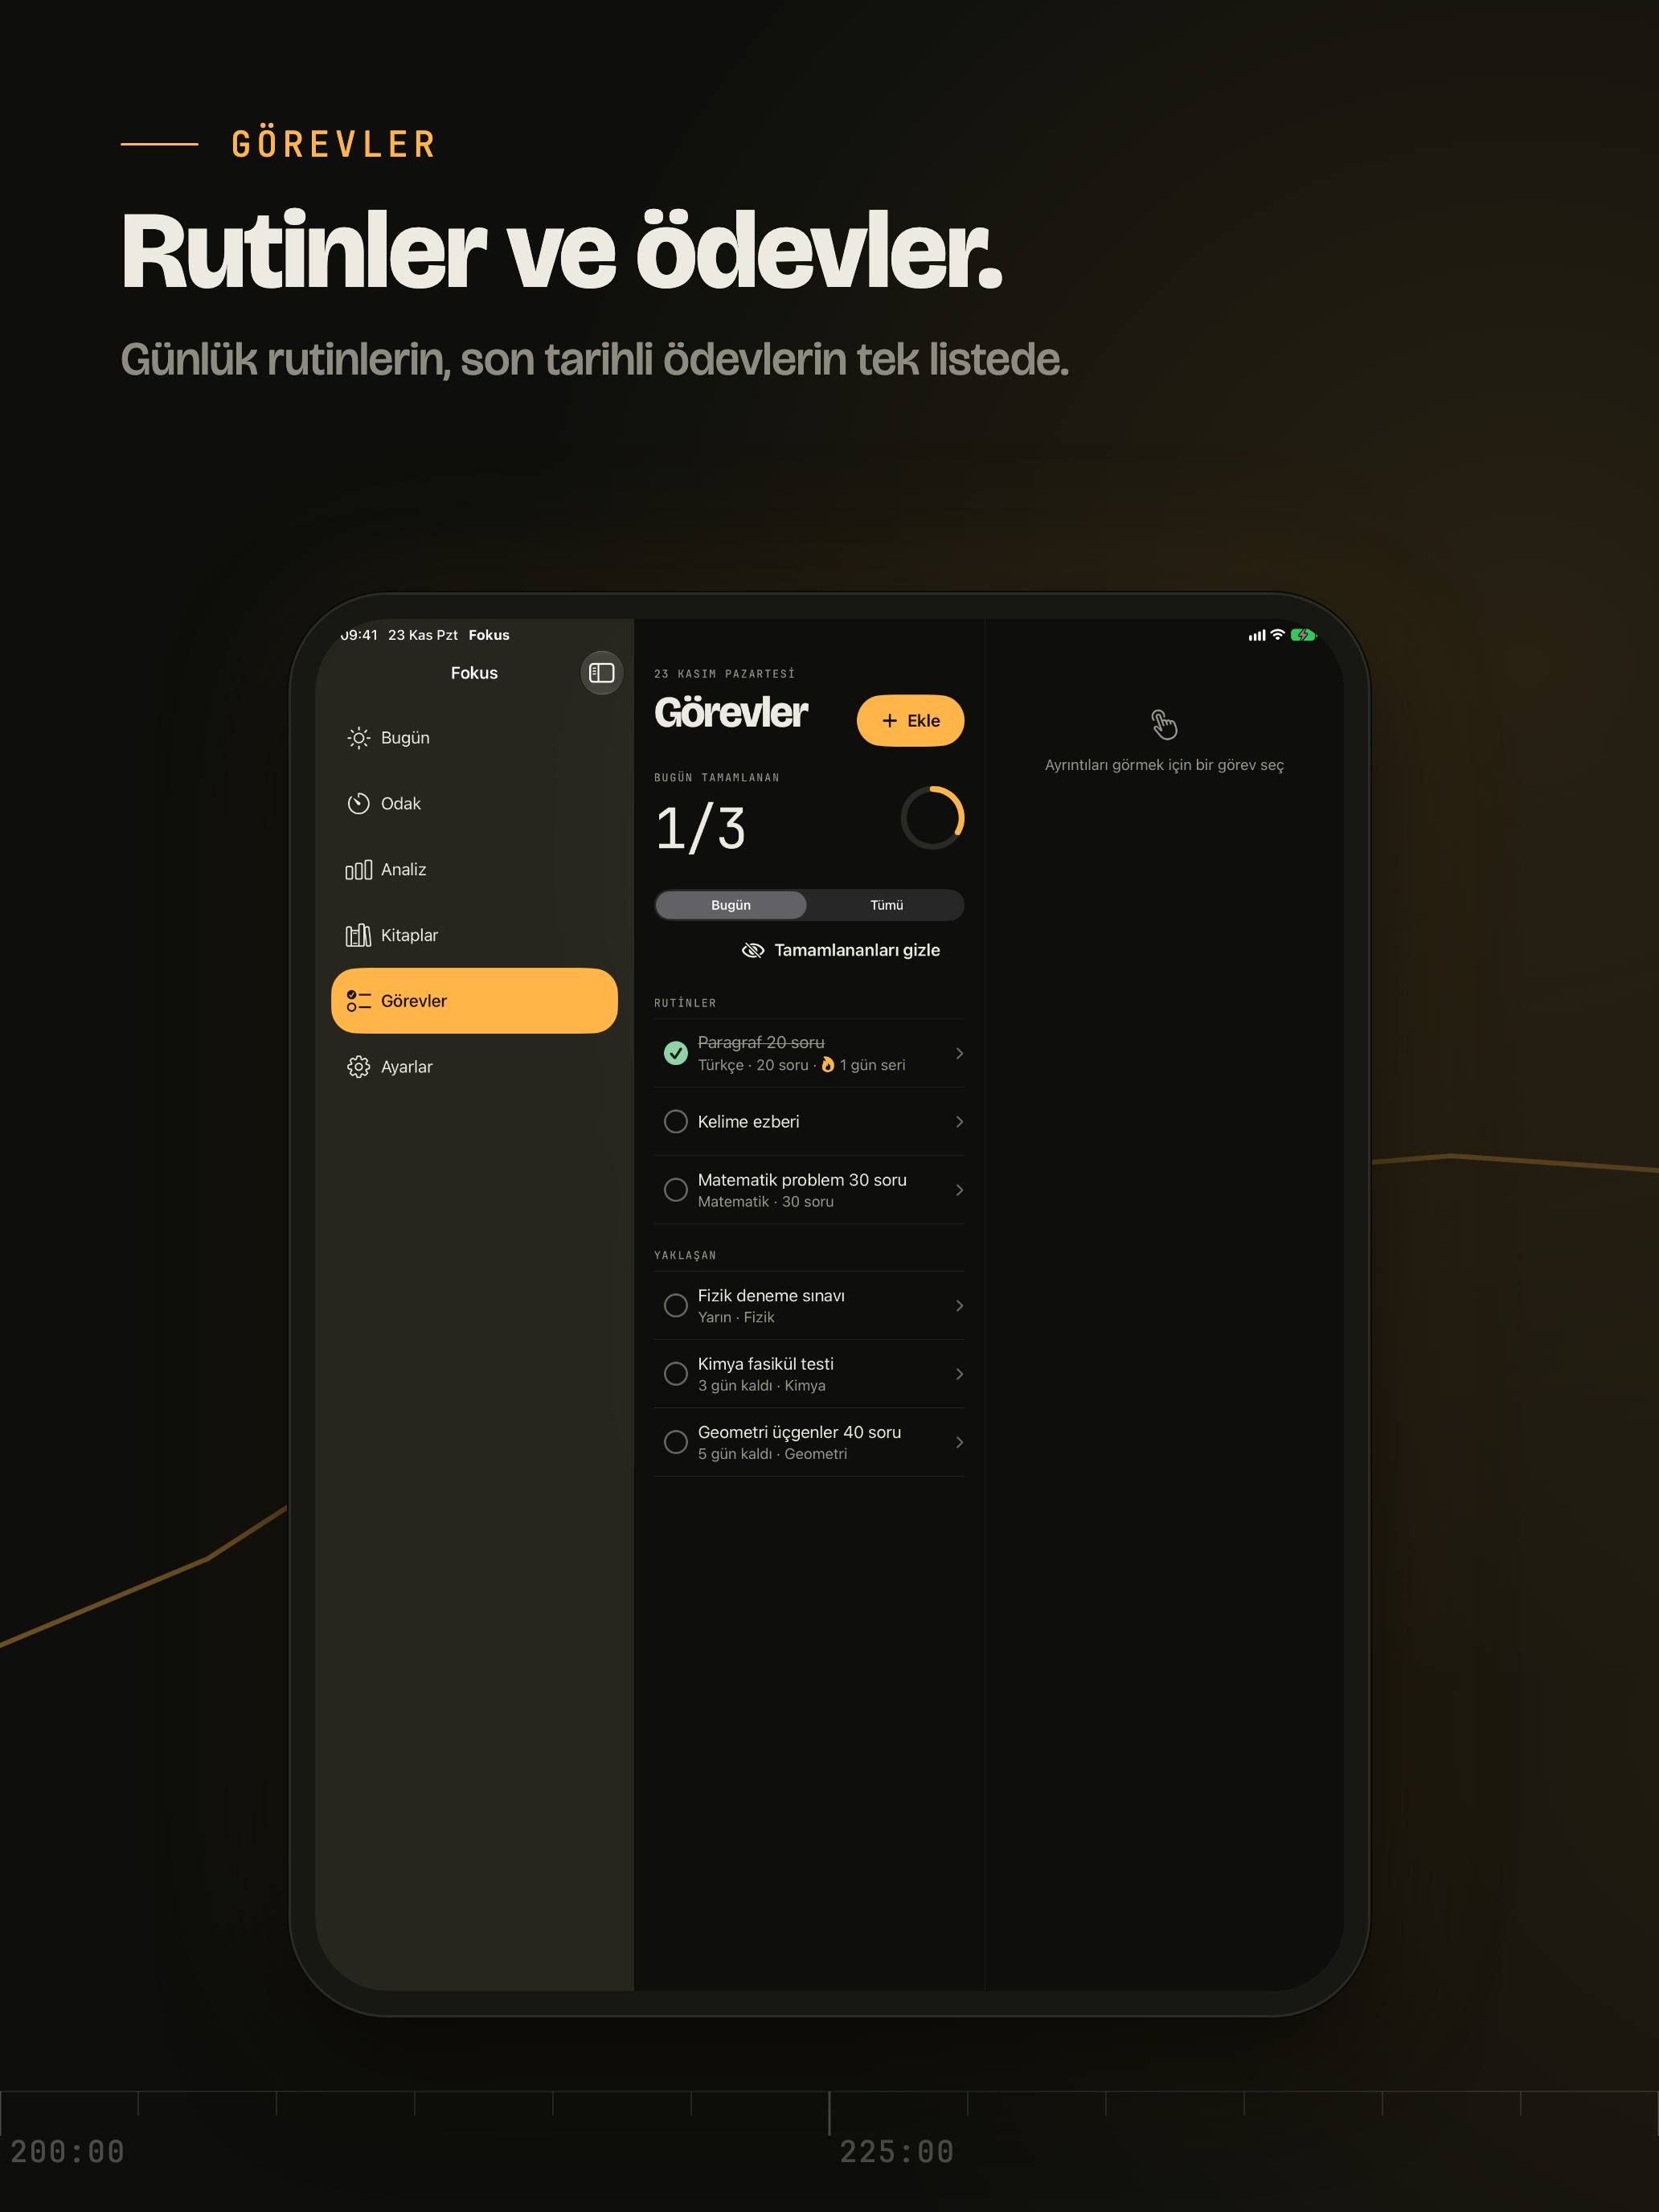 GÖREVLER
Rutinler ve ödevler.
Günlük rutinlerin, son tarihli ödevlerin tek listede.
09:41 23 Kas Pzt Fokus
Fokus
Bugün
Odak
Analiz
Kitaplar
Görevler
Ayarlar
23 KASIM PAZARTESİ
Görevler
+ Ekle
BUGÜN TAMAMLANAN
1/3
Bugün Tümü
Tamamlananları gizle
RUTİNLER
Paragraf 20 soru
Türkçe · 20 soru · 1 gün seri
Kelime ezberi
Matematik problem 30 soru
Matematik · 30 soru
YAKLAŞAN
Fizik deneme sınavı
Yarın · Fizik
Kimya fasikül testi
3 gün kaldı · Kimya
Geometri üçgenler 40 soru
5 gün kaldı · Geometri
Ayrıntıları görmek için bir görev seç
200:00 225:00